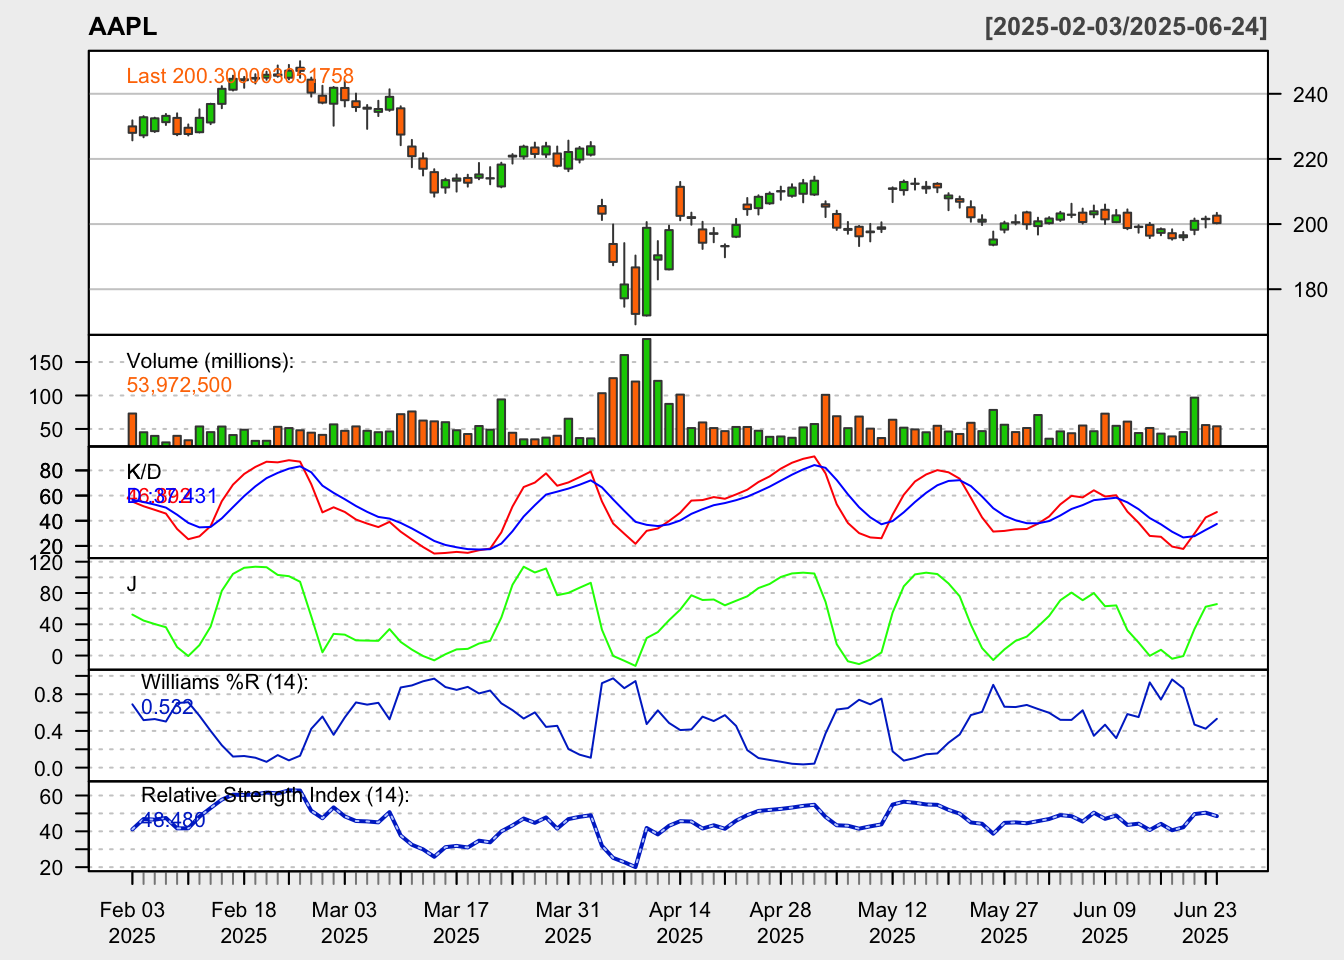 AAPL [2025-02-03/2025-06-24]
Last 200.300003051758
240
220
200
180
Volume (millions):
53,972,500
150
100
50
K/D
D :37.431
80
60
40
20
J
120
80
40
0
Williams %R (14):
0.532
0.8
0.4
0.0
Relative Strength Index (14):
48.480
60
40
20
Feb 03 Feb 18 Mar 03 Mar 17 Mar 31 Apr 14 Apr 28 May 12 May 27 Jun 09 Jun 23
2025 2025 2025 2025 2025 2025 2025 2025 2025 2025 2025